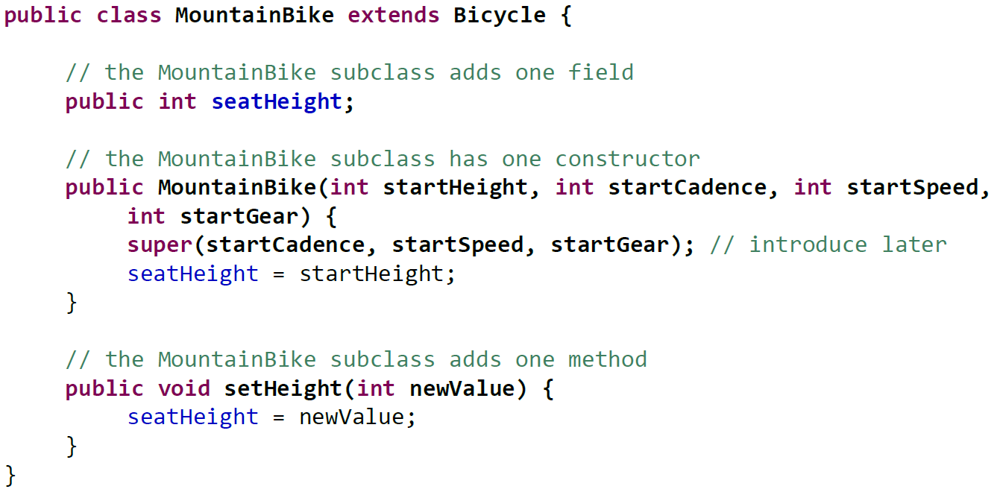 public class MountainBike extends Bicycle {
// the MountainBike subclass adds one field
public int seatHeight;
// the MountainBike subclass has one constructor
public MountainBike(int startHeight, int startCadence, int startSpeed,
int startGear) {
super(startCadence, startSpeed, startGear); // introduce later
seatHeight = startHeight;
}
// the MountainBike subclass adds one method
public void setHeight(int newValue) {
seatHeight = newValue;
}
}